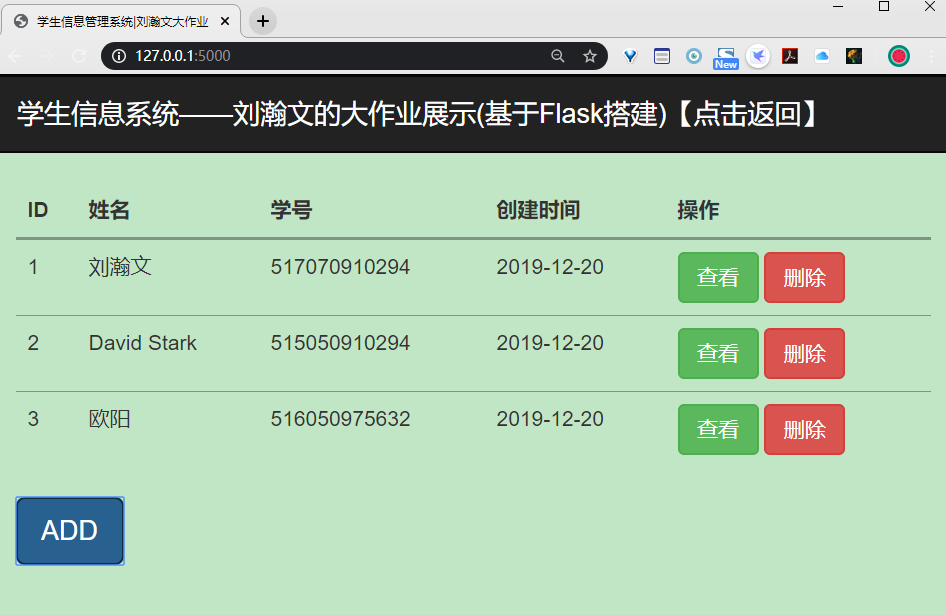 学生信息管理系统|刘瀚文大作业
127.0.0.1:5000
New
学生信息系统——刘瀚文的大作业展示(基于Flask搭建)【点击返回】
ID 姓名 学号 创建时间 操作
1 刘瀚文 517070910294 2019-12-20 查看 删除
2 David Stark 515050910294 2019-12-20 查看 删除
3 欧阳 516050975632 2019-12-20 查看 删除
ADD